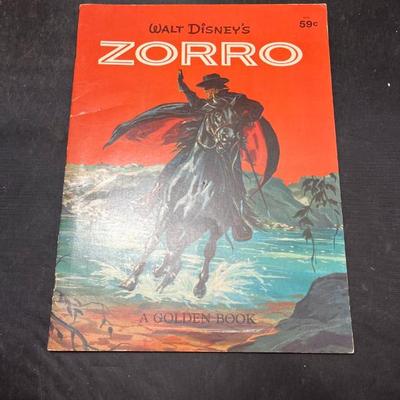 WALT DISNEY'S
59¢
ZORRO
A GOLDEN BOOK